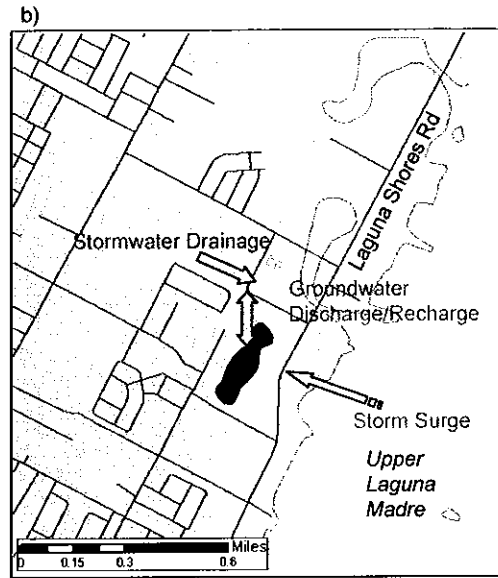 b)
Laguna Shores Rd
Stormwater Drainage
Groundwater
Discharge/Recharge
Storm Surge
Upper
Laguna
Madre
Miles
0 0.15 0.3 0.6